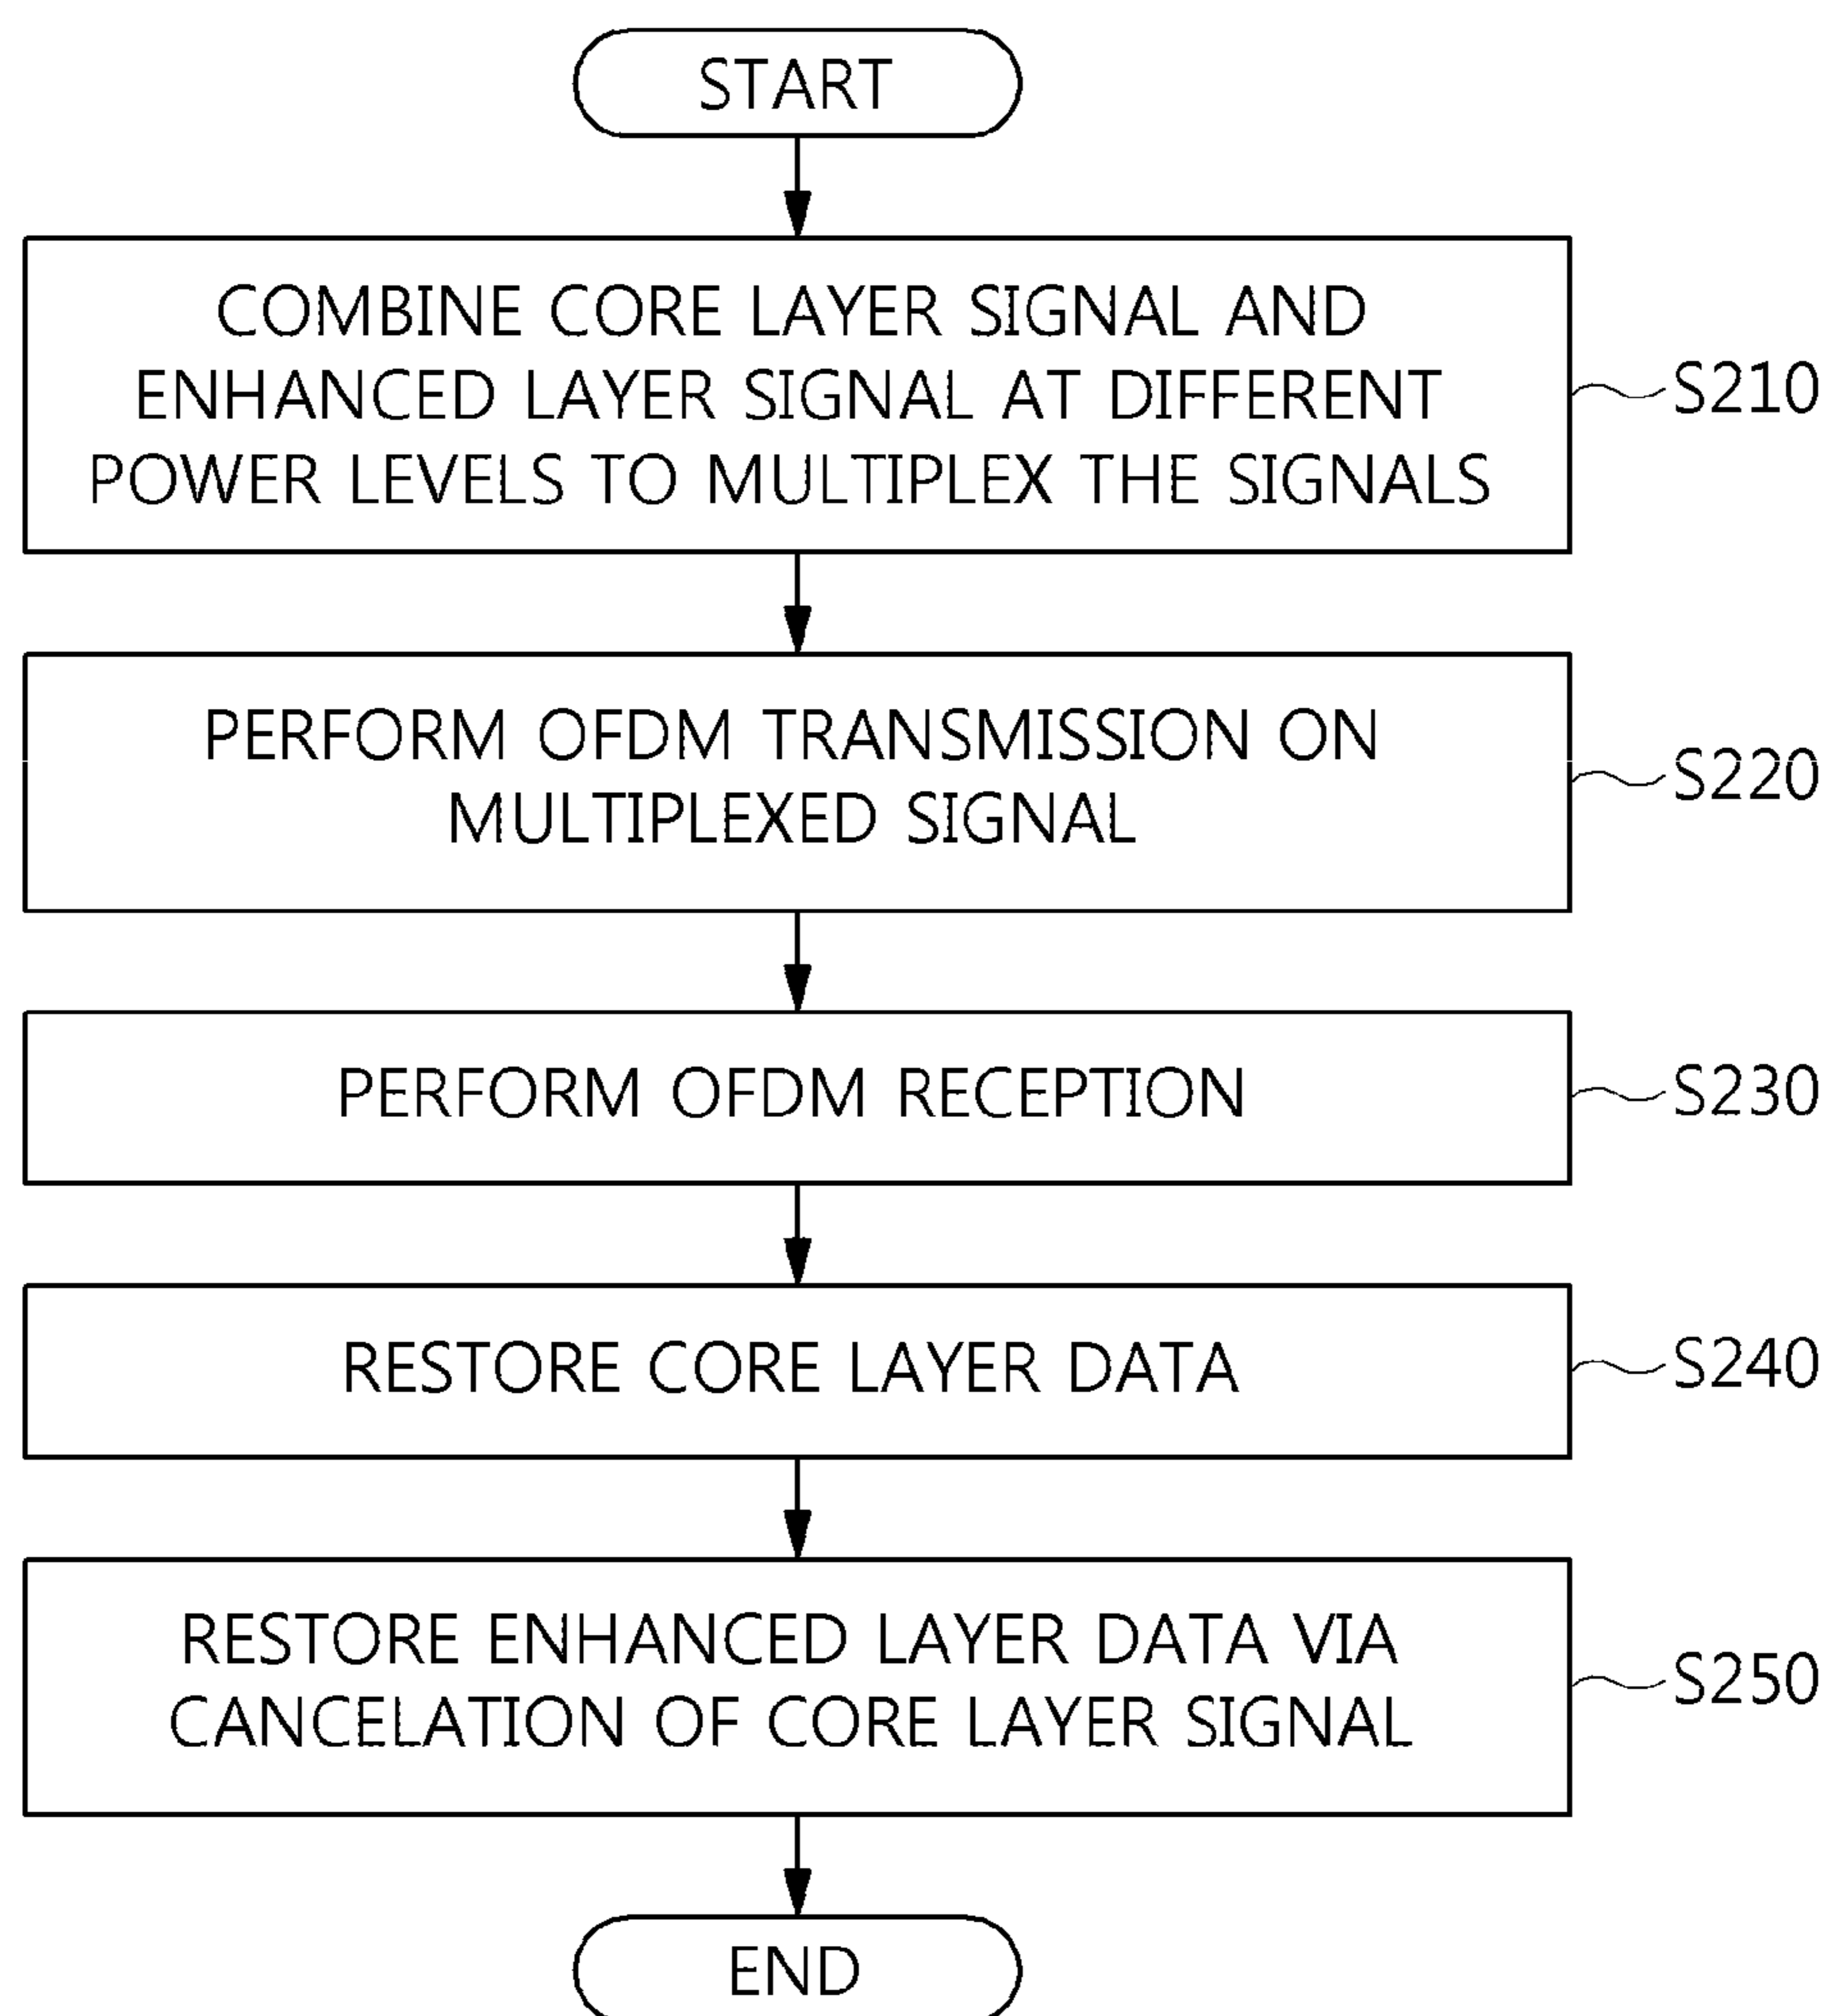 START
COMBINE CORE LAYER SIGNAL AND
ENHANCED LAYER SIGNAL AT DIFFERENT
POWER LEVELS TO MULTIPLEX THE SIGNALS
S210
PERFORM OFDM TRANSMISSION ON
MULTIPLEXED SIGNAL
S220
PERFORM OFDM RECEPTION
S230
RESTORE CORE LAYER DATA
S240
RESTORE ENHANCED LAYER DATA VIA
CANCELATION OF CORE LAYER SIGNAL
S250
END